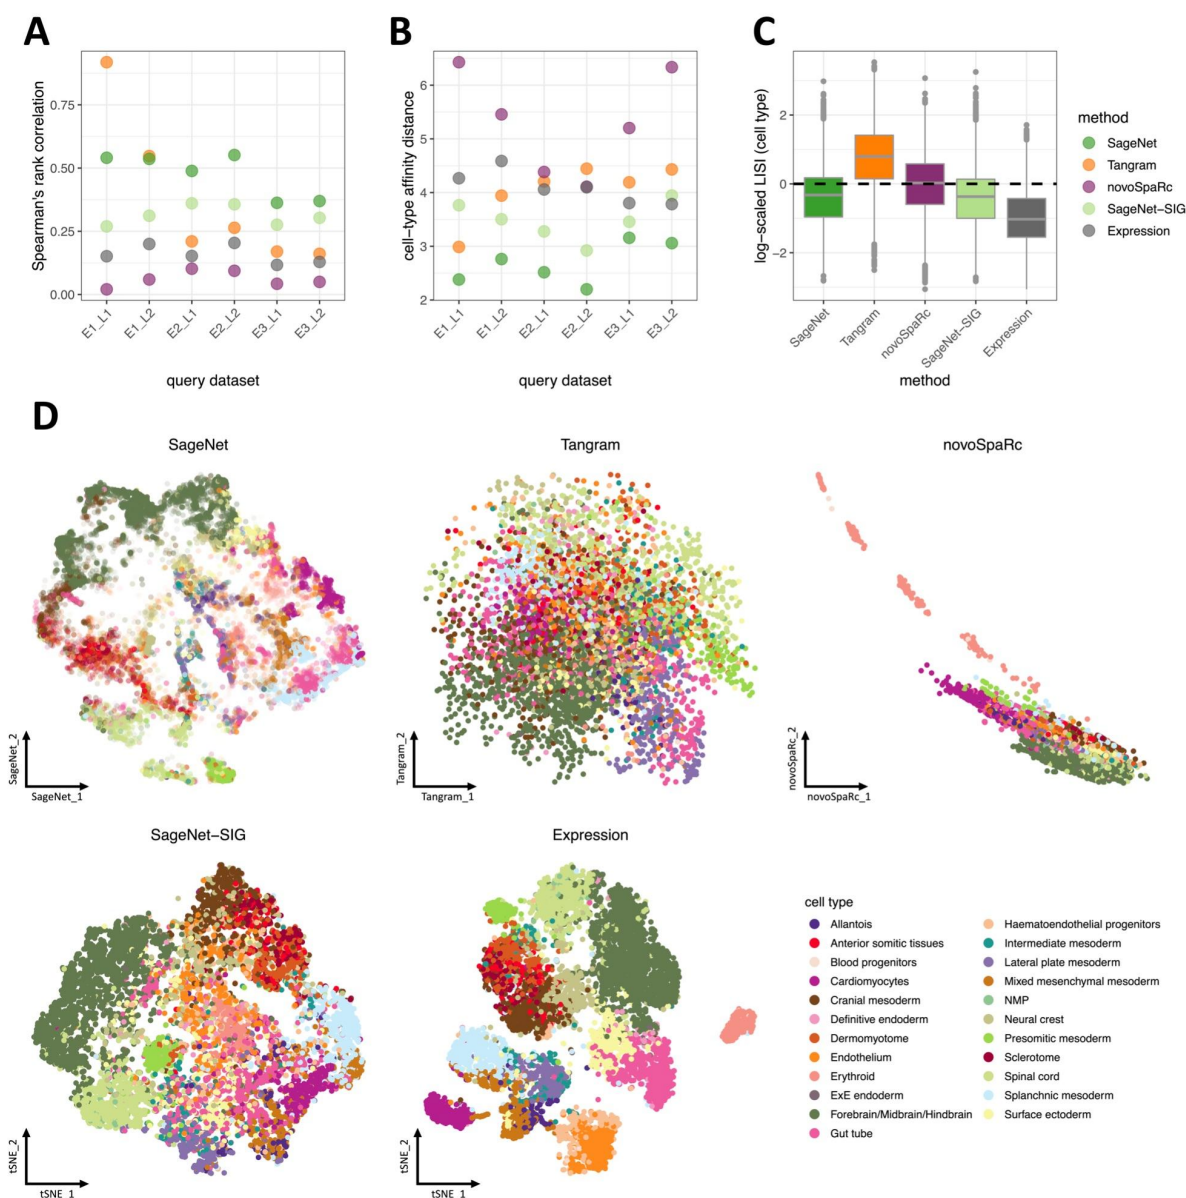 A
B
C
Spearman's rank correlation
0.75
0.50
0.25
0.00
E1_L1
E1_L2
E2_L1
E2_L2
E3_L1
E3_L2
query dataset
cell-type affinity distance
6
5
4
3
2
E1_L1
E1_L2
E2_L1
E2_L2
E3_L1
E3_L2
query dataset
log-scaled LISI (cell type)
2
0
−2
SageNet
Tangram
novoSpaRc
SageNet−SIG
Expression
method
method
SageNet
Tangram
novoSpaRc
SageNet−SIG
Expression
D
SageNet
SageNet_2
SageNet_1
Tangram
Tangram_2
Tangram_1
novoSpaRc
novoSpaRc_2
novoSpaRc_1
SageNet−SIG
tSNE_2
tSNE_1
Expression
tSNE_2
tSNE_1
cell type
Allantois
Anterior somitic tissues
Blood progenitors
Cardiomyocytes
Cranial mesoderm
Definitive endoderm
Dermomyotome
Endothelium
Erythroid
ExE endoderm
Forebrain/Midbrain/Hindbrain
Gut tube
Haematoendothelial progenitors
Intermediate mesoderm
Lateral plate mesoderm
Mixed mesenchymal mesoderm
NMP
Neural crest
Presomitic mesoderm
Sclerotome
Spinal cord
Splanchnic mesoderm
Surface ectoderm